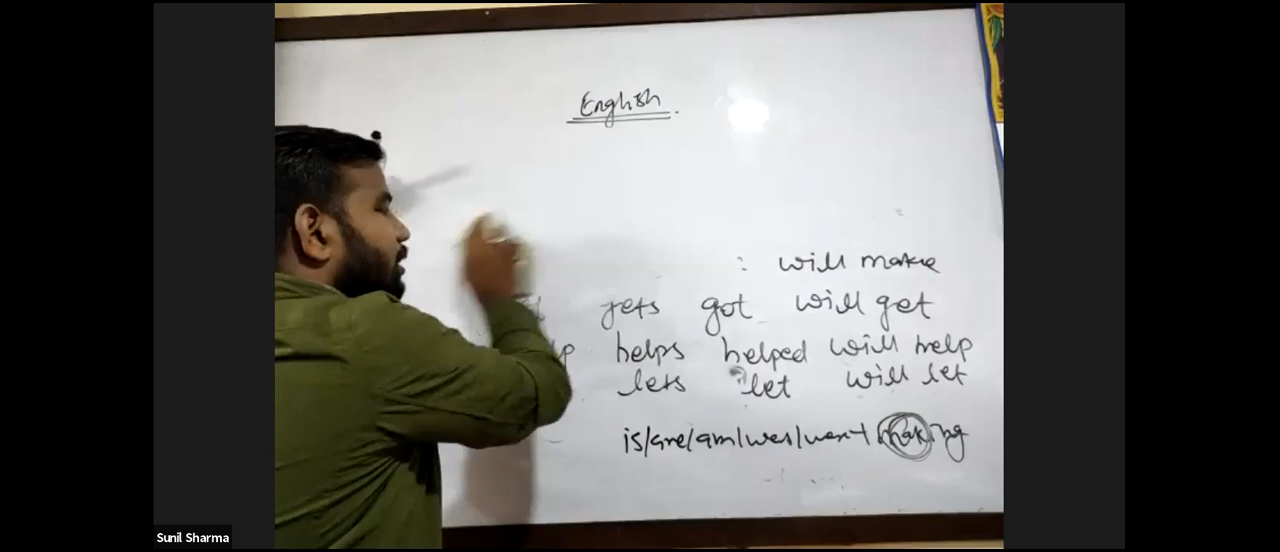 English.
: will make
gets got will get
helps helped will help
lets let will let
is/are/am/was/were + making
Sunil Sharma